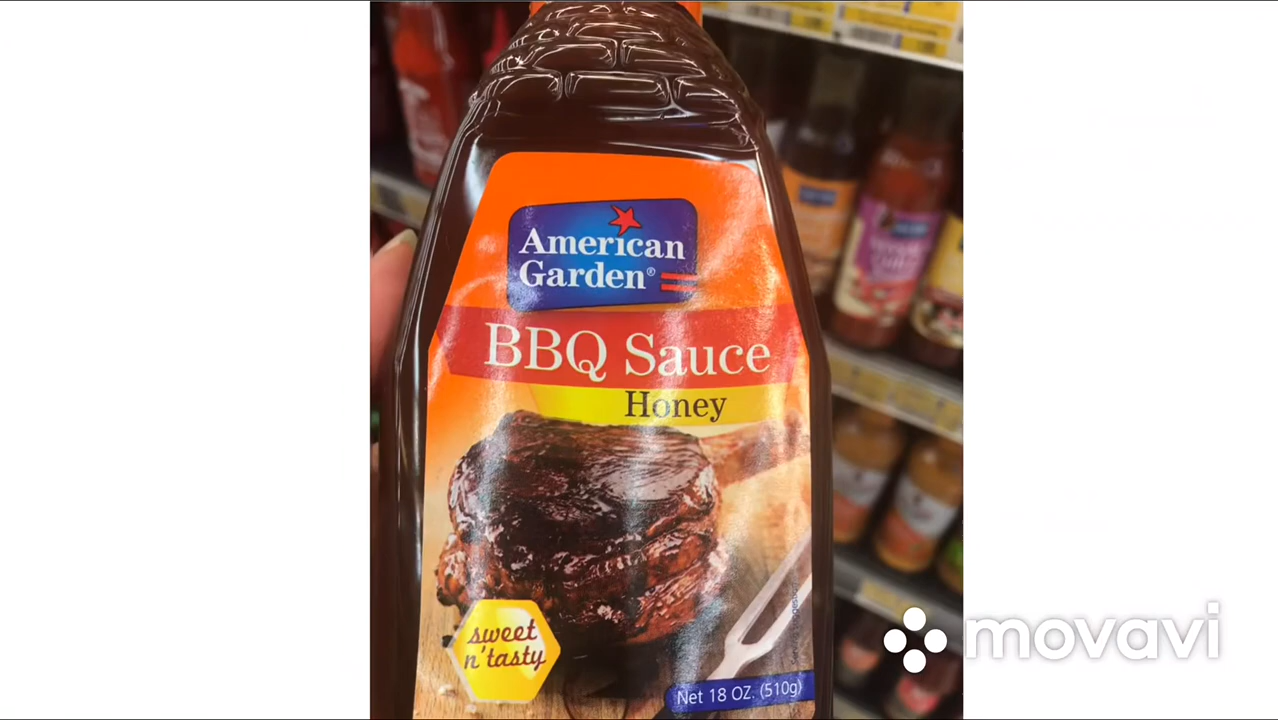 American
Garden®
BBQ Sauce
Honey
sweet
n' tasty
Net 18 OZ. (510g)
movavi